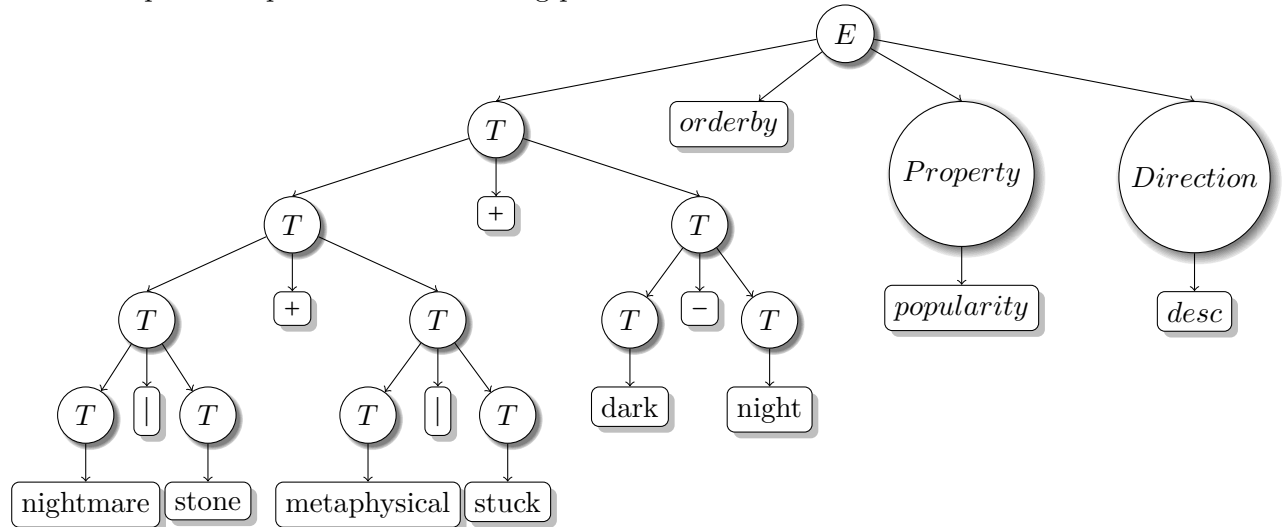 E
T orderby Property Direction
T + T
T + T T − T popularity desc
T | T T | T dark night
nightmare stone metaphysical stuck